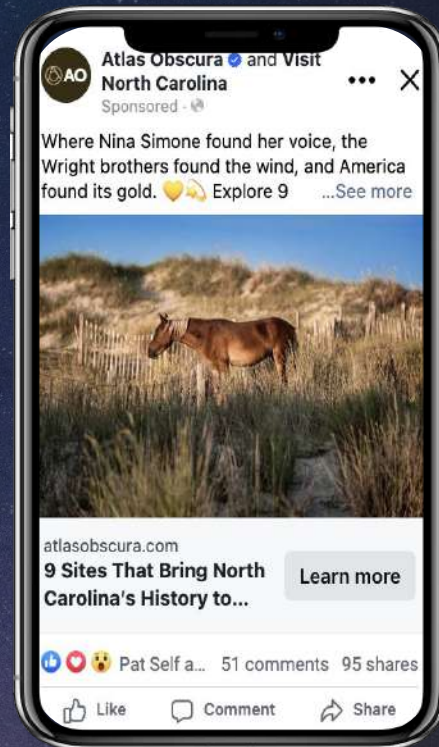 AO
Atlas Obscura and Visit
North Carolina
Sponsored ·
Where Nina Simone found her voice, the
Wright brothers found the wind, and America
found its gold. 💛💫 Explore 9 ...See more
atlasobscura.com
9 Sites That Bring North
Carolina's History to...
Learn more
Pat Self a... 51 comments 95 shares
Like Comment Share